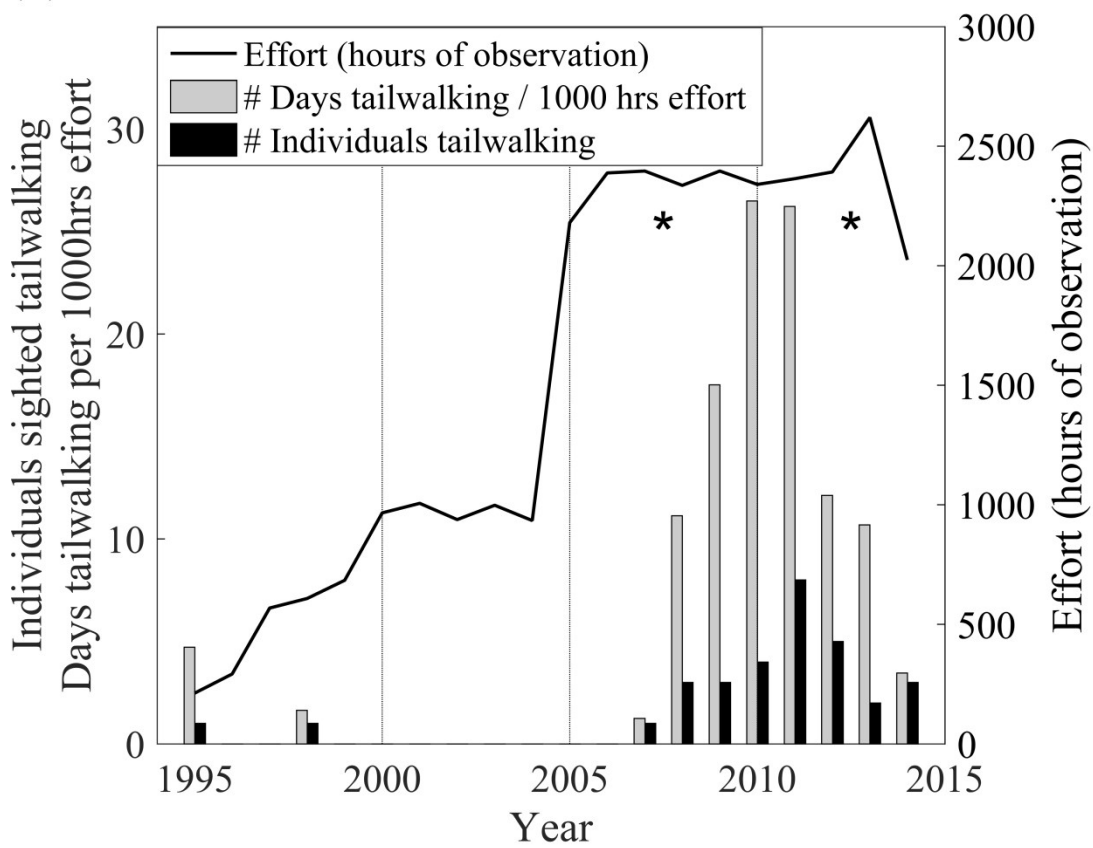 Effort (hours of observation)
# Days tailwalking / 1000 hrs effort
# Individuals tailwalking
Individuals sighted tailwalking
Days tailwalking per 1000hrs effort
30
20
10
0
3000
2500
2000
1500
1000
500
0
Effort (hours of observation)
* *
1995 2000 2005 2010 2015
Year